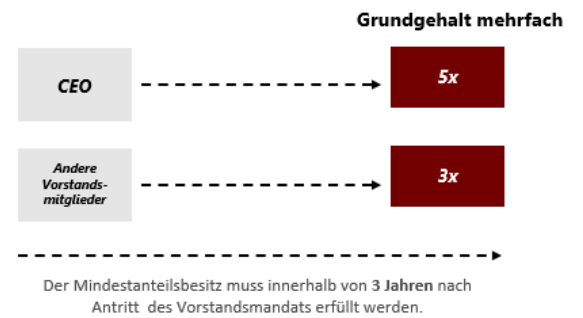 Grundgehalt mehrfach
CEO
5x
Andere
Vorstands-
mitglieder
3x
Der Mindestanteilsbesitz muss innerhalb von 3 Jahren nach
Antritt des Vorstandsmandats erfüllt werden.